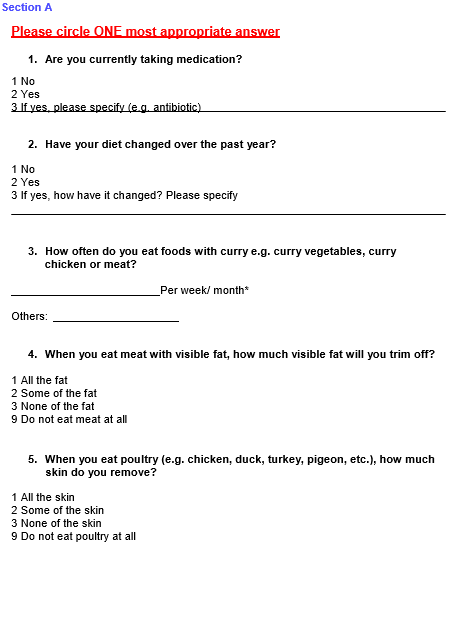 Section A
Please circle ONE most appropriate answer
1. Are you currently taking medication?
1 No
2 Yes
3 If yes, please specify (e.g. antibiotic)
2. Have your diet changed over the past year?
1 No
2 Yes
3 If yes, how have it changed? Please specify
3. How often do you eat foods with curry e.g. curry vegetables, curry
chicken or meat?
Per week/ month*
Others:
4. When you eat meat with visible fat, how much visible fat will you trim off?
1 All the fat
2 Some of the fat
3 None of the fat
9 Do not eat meat at all
5. When you eat poultry (e.g. chicken, duck, turkey, pigeon, etc.), how much
skin do you remove?
1 All the skin
2 Some of the skin
3 None of the skin
9 Do not eat poultry at all